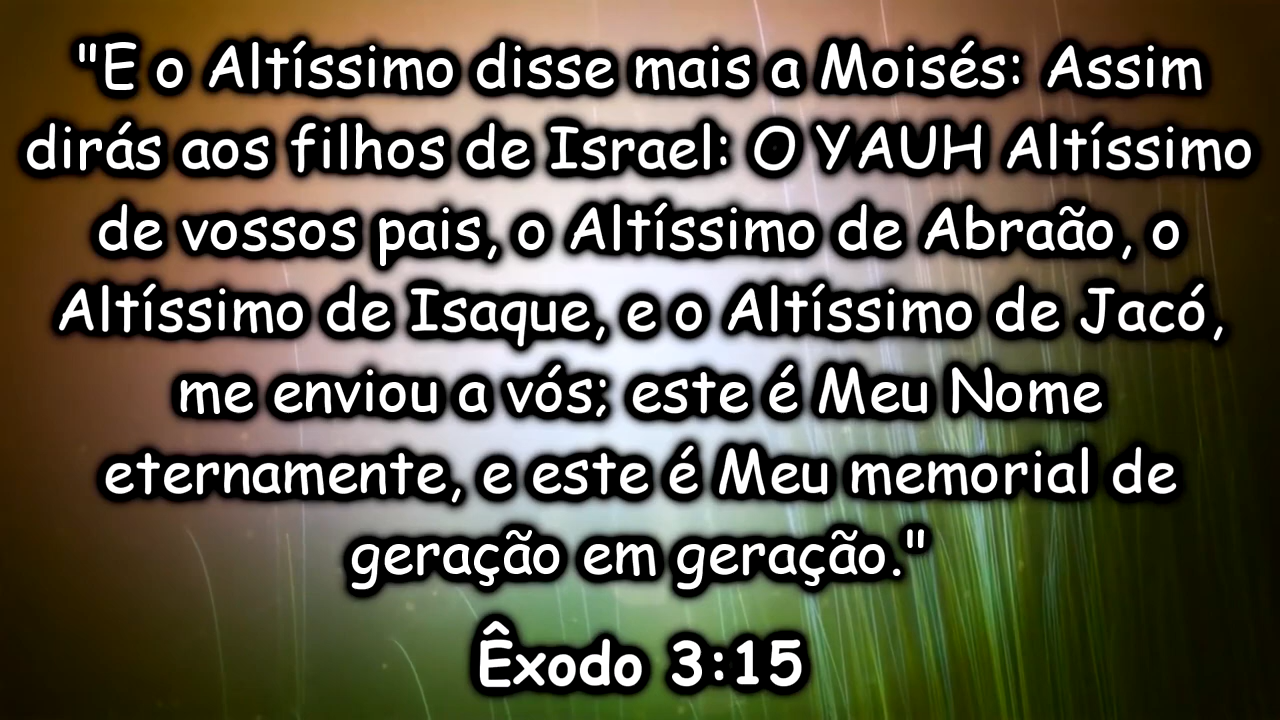 "E o Altíssimo disse mais a Moisés: Assim
dirás aos filhos de Israel: O YAUH Altíssimo
de vossos pais, o Altíssimo de Abraão, o
Altíssimo de Isaque, e o Altíssimo de Jacó,
me enviou a vós; este é Meu Nome
eternamente, e este é Meu memorial de
geração em geração."
Êxodo 3:15